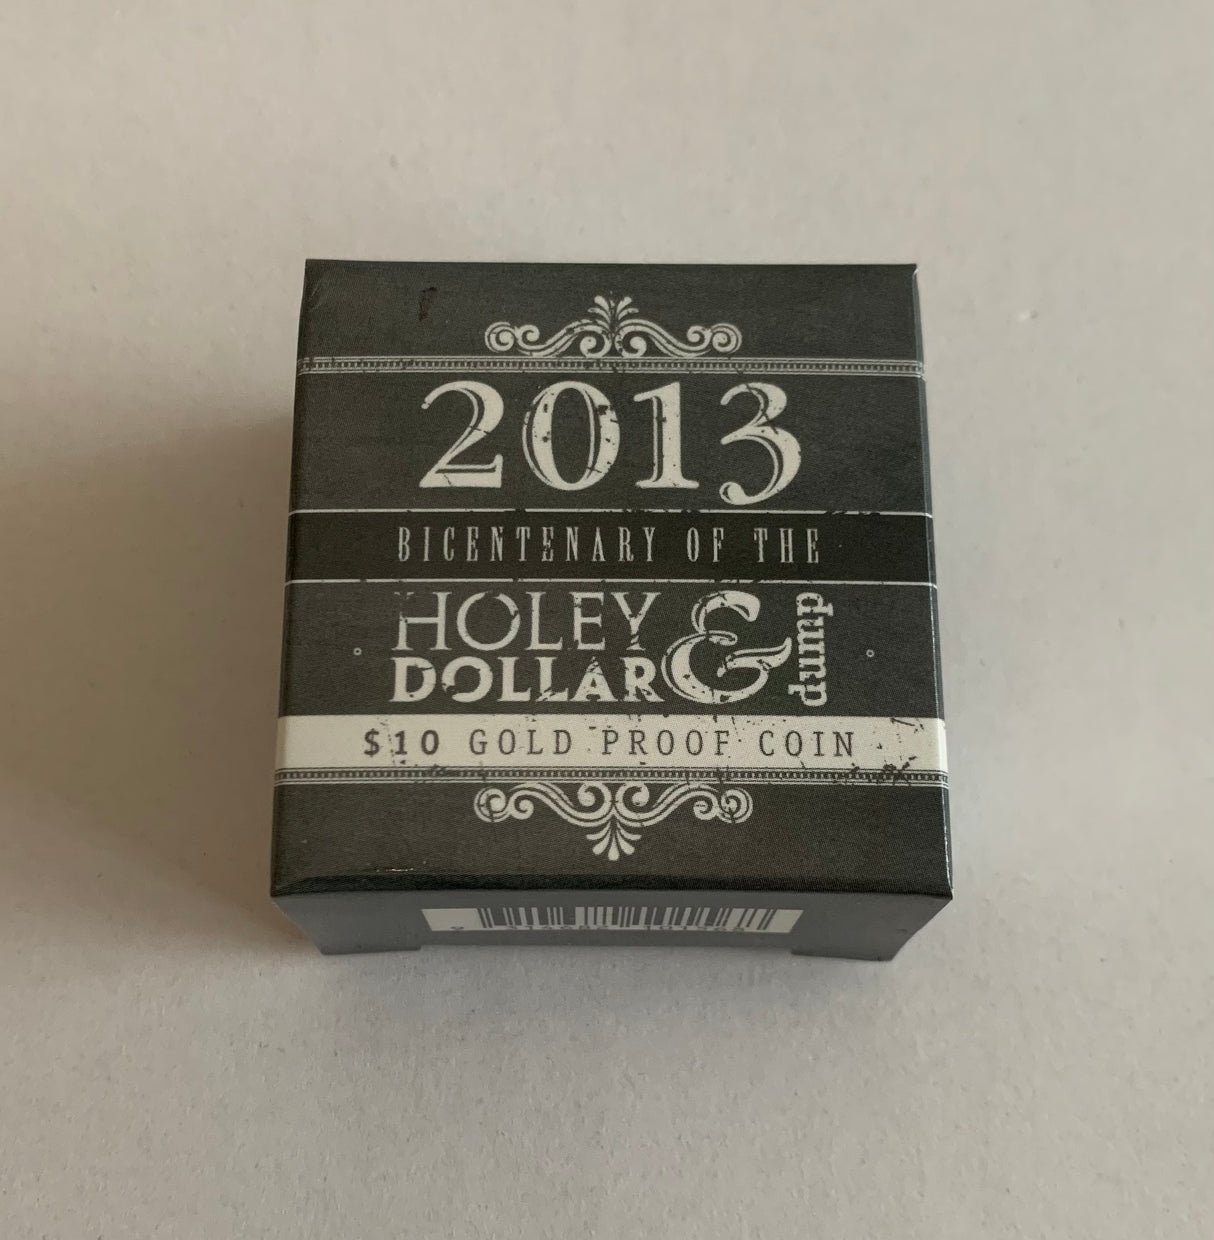 2013
BICENTENARY OF THE
HOLEY
DOLLAR & dump
$10 GOLD PROOF COIN